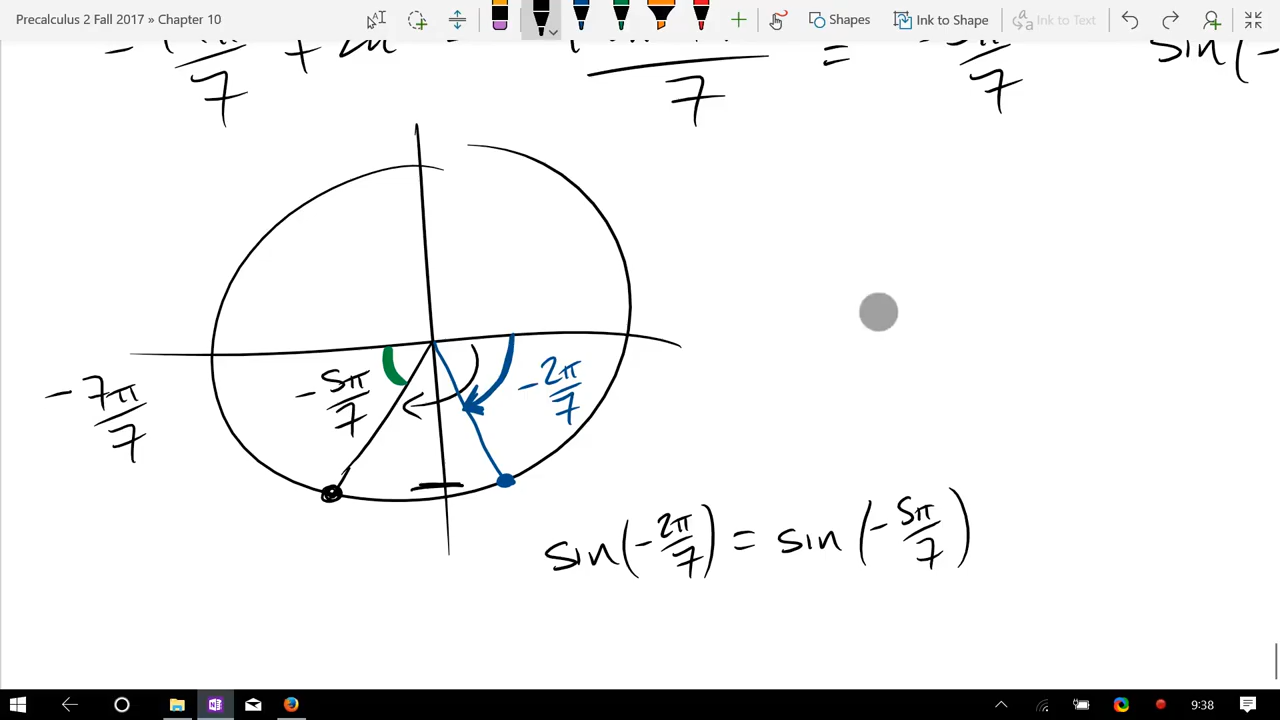 Precalculus 2 Fall 2017 » Chapter 10
Shapes
Ink to Shape
Ink to Text
7
7
=
7
sin(-
-7π/7
-5π/7
-2π/7
sin(-2π/7) = sin(-5π/7)
9:38